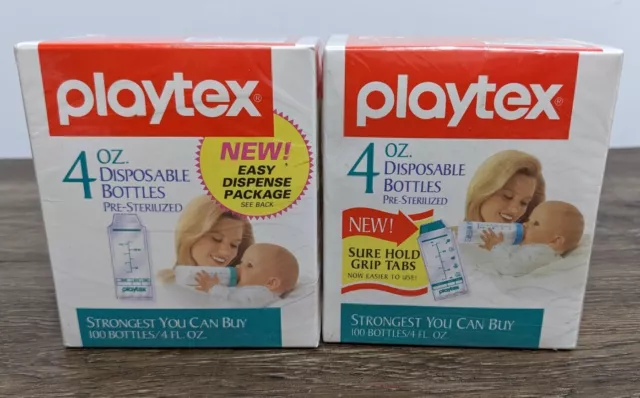 playtex®
4 OZ.
DISPOSABLE
BOTTLES
PRE-STERILIZED
NEW!
EASY
DISPENSE
PACKAGE
SEE BACK
playtex
STRONGEST YOU CAN BUY
100 BOTTLES/4 FL. OZ.
playtex®
4 OZ.
DISPOSABLE
BOTTLES
PRE-STERILIZED
NEW!
SURE HOLD
GRIP TABS
NOW EASIER TO USE!
STRONGEST YOU CAN BUY
100 BOTTLES/4 FL. OZ